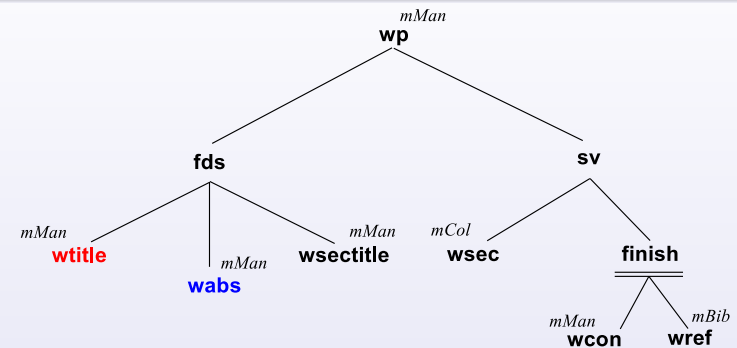 mMan
wp
fds
sv
mMan
wtitle
mMan
wabs
mMan
wsectitle
mCol
wsec
finish
mMan
wcon
mBib
wref